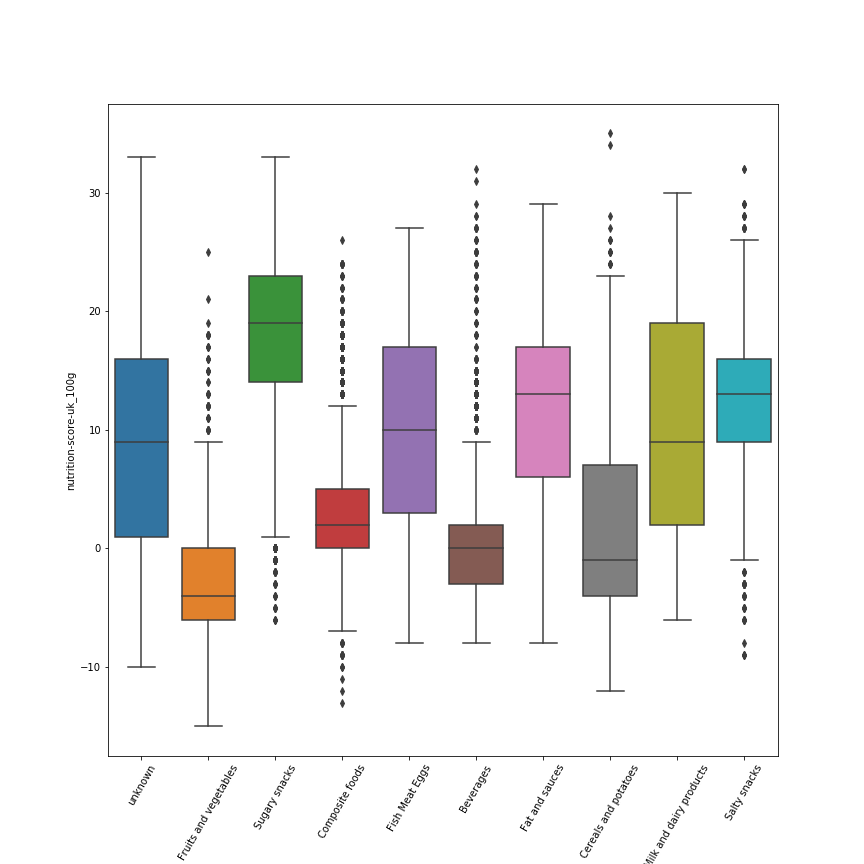 nutrition-score-uk_100g
30
20
10
0
−10
unknown
Fruits and vegetables
Sugary snacks
Composite foods
Fish Meat Eggs
Beverages
Fat and sauces
Cereals and potatoes
Milk and dairy products
Salty snacks